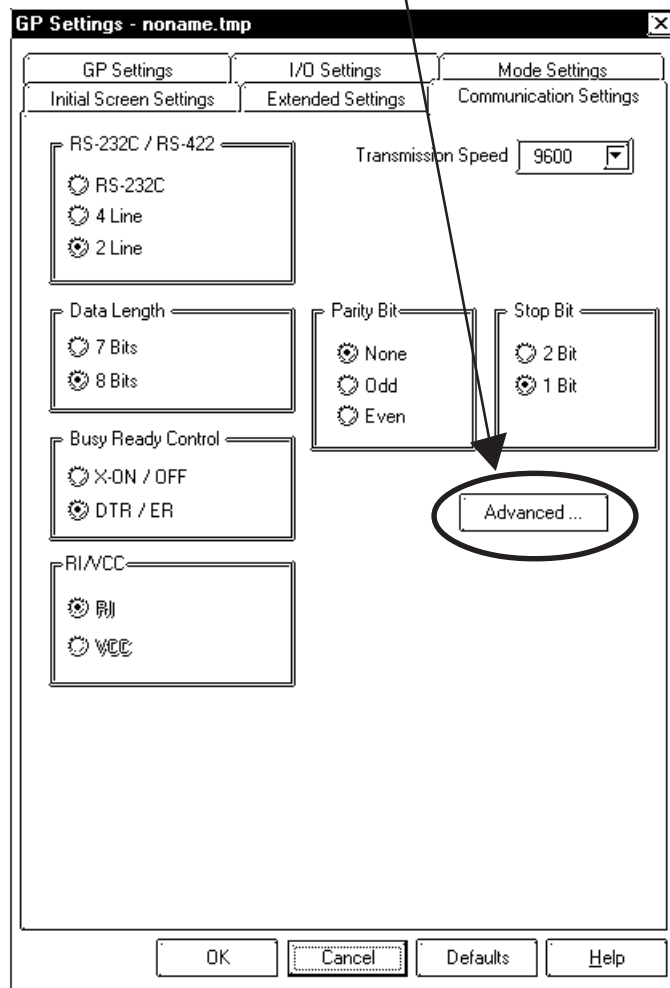 GP Settings - noname.tmp
GP Settings
I/O Settings
Mode Settings
Initial Screen Settings
Extended Settings
Communication Settings
RS-232C / RS-422
RS-232C
4 Line
2 Line
Transmission Speed
9600
Data Length
7 Bits
8 Bits
Parity Bit
None
Odd
Even
Stop Bit
2 Bit
1 Bit
Busy Ready Control
X-ON / OFF
DTR / ER
Advanced ...
RI/VCC
RI
VCC
OK
Cancel
Defaults
Help